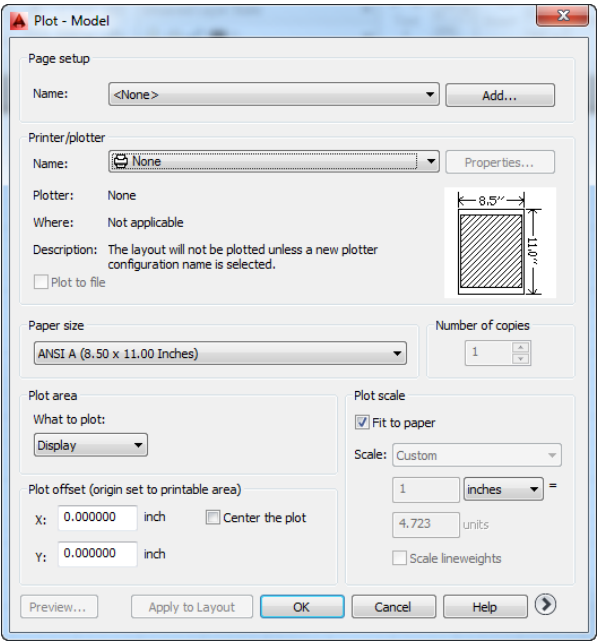 Plot - Model
Page setup
Name: <None> Add...
Printer/plotter
Name: None Properties...
Plotter: None
Where: Not applicable
Description: The layout will not be plotted unless a new plotter
configuration name is selected.
Plot to file
8.5″
11.0″
Paper size
ANSI A (8.50 x 11.00 Inches)
Number of copies
1
Plot area
What to plot:
Display
Plot scale
Fit to paper
Scale: Custom
1 inches =
4.723 units
Scale lineweights
Plot offset (origin set to printable area)
X: 0.000000 inch Center the plot
Y: 0.000000 inch
Preview... Apply to Layout OK Cancel Help